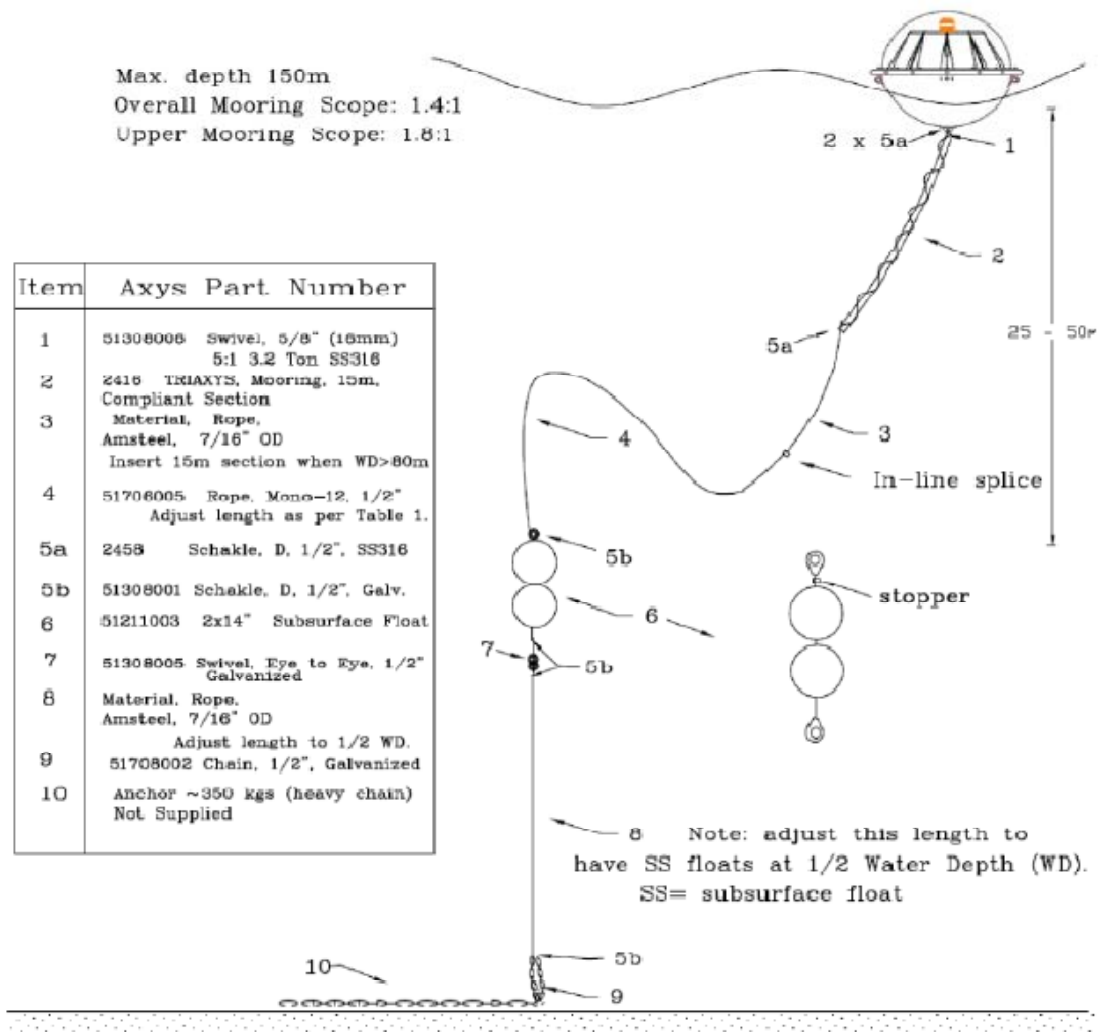 Max. depth 150m
Overall Mooring Scope: 1.4:1
Upper Mooring Scope: 1.8:1
2 x 5a
1
2
5a
25 - 50m
3
4
In-line splice
5b
stopper
6
7
5b
8 Note: adjust this length to
have SS floats at 1/2 Water Depth (WD).
SS= subsurface float
5b
10
9
Item Axys Part Number
1 51308006 Swivel, 5/8" (16mm)
5:1 3.2 Ton SS316
2 2416 TRIAXYS, Mooring, 15m,
Compliant Section
3 Material, Rope,
Amsteel, 7/16" OD
Insert 15m section when WD>80m
4 51706005 Rope, Mono-12, 1/2"
Adjust length as per Table 1.
5a 2458 Schakle, D, 1/2", SS316
5b 51308001 Schakle, D, 1/2", Galv.
6 51211003 2x14" Subsurface Float
7 51308005 Swivel, Eye to Eye, 1/2"
Galvanized
8 Material, Rope,
Amsteel, 7/16" OD
Adjust length to 1/2 WD.
9 51708002 Chain, 1/2", Galvanized
10 Anchor ~350 kgs (heavy chain)
Not Supplied